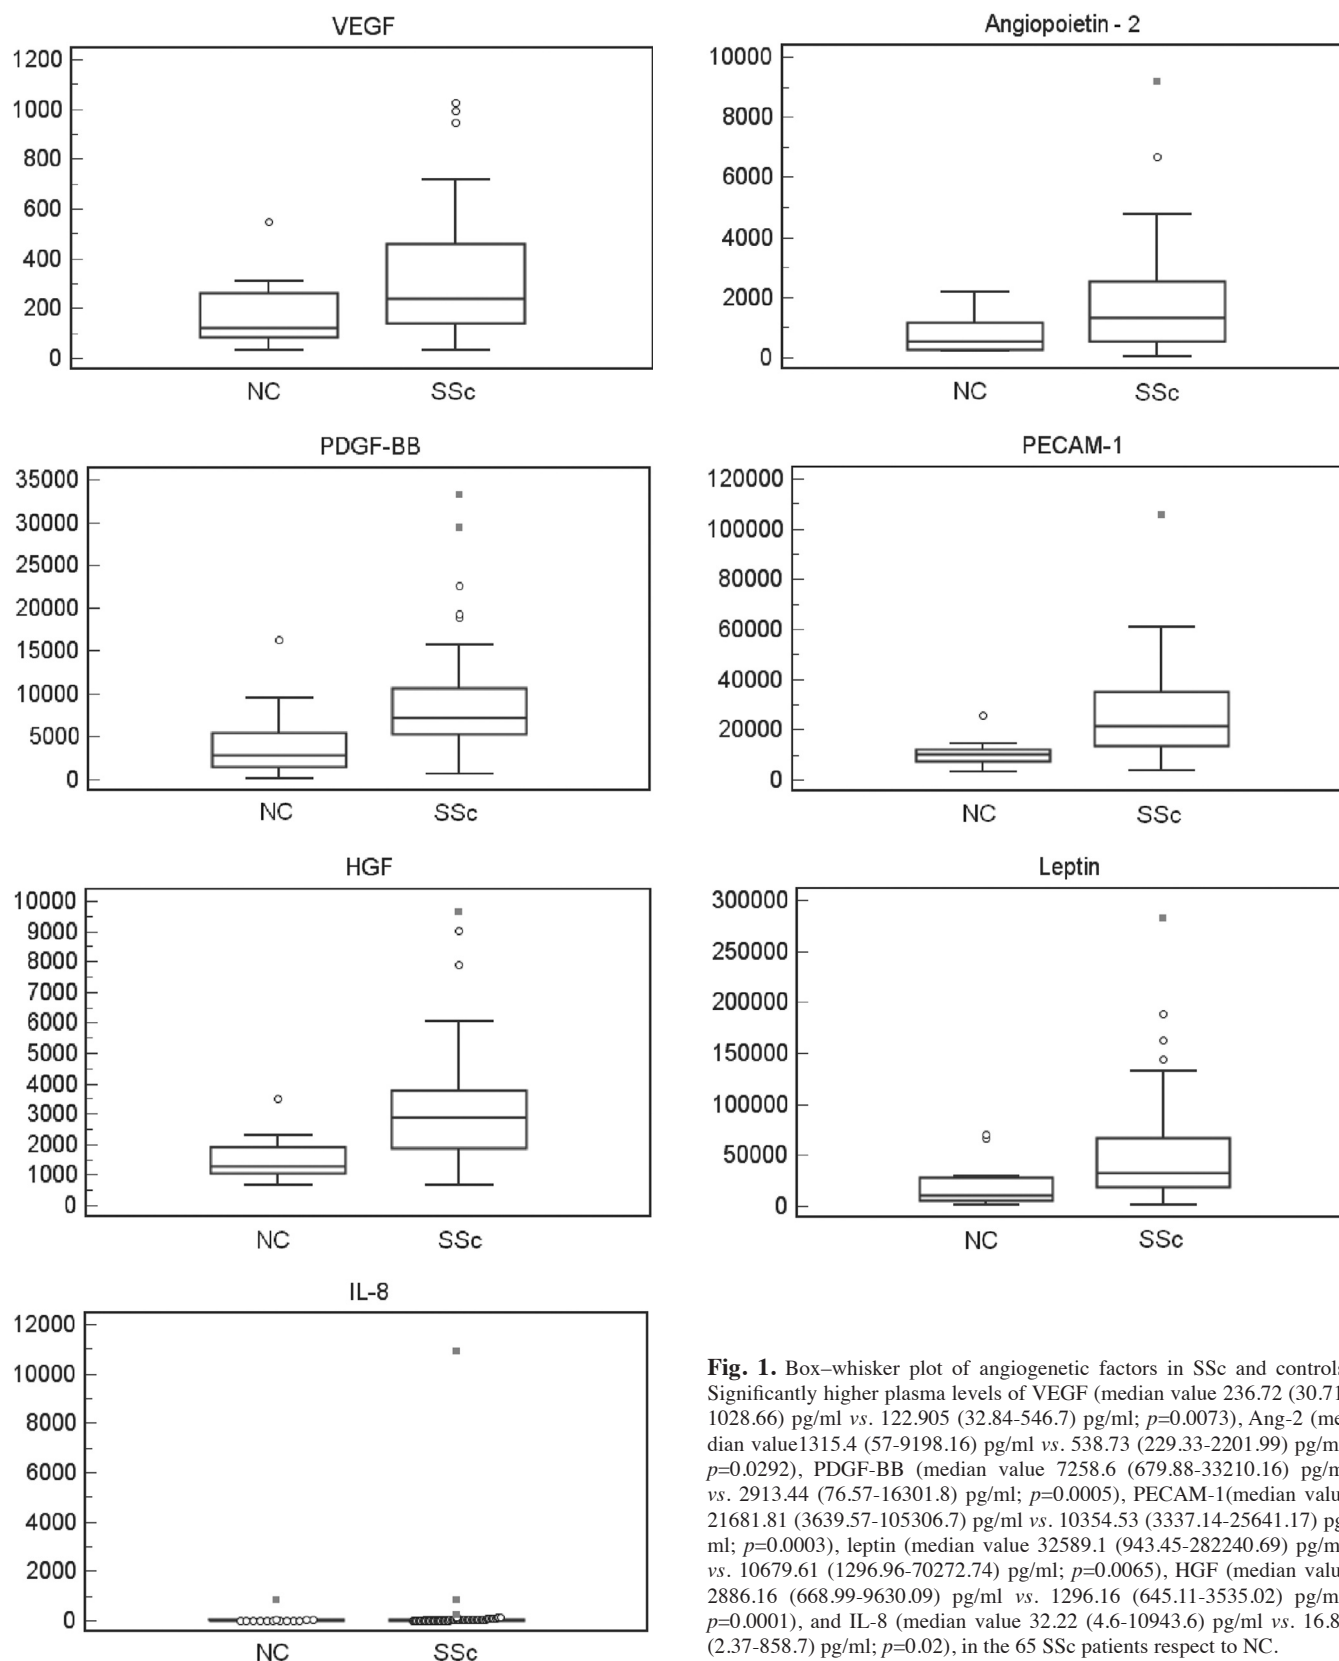 VEGF
1200
1000
800
600
400
200
0
NC SSc
Angiopoietin - 2
10000
8000
6000
4000
2000
0
NC SSc
PDGF-BB
35000
30000
25000
20000
15000
10000
5000
0
NC SSc
PECAM-1
120000
100000
80000
60000
40000
20000
0
NC SSc
HGF
10000
9000
8000
7000
6000
5000
4000
3000
2000
1000
0
NC SSc
Leptin
300000
250000
200000
150000
100000
50000
0
NC SSc
IL-8
12000
10000
8000
6000
4000
2000
0
NC SSc
Fig. 1. Box–whisker plot of angiogenetic factors in SSc and controls
Significantly higher plasma levels of VEGF (median value 236.72 (30.71
1028.66) pg/ml vs. 122.905 (32.84-546.7) pg/ml; p=0.0073), Ang-2 (me
dian value1315.4 (57-9198.16) pg/ml vs. 538.73 (229.33-2201.99) pg/m
p=0.0292), PDGF-BB (median value 7258.6 (679.88-33210.16) pg/m
vs. 2913.44 (76.57-16301.8) pg/ml; p=0.0005), PECAM-1(median valu
21681.81 (3639.57-105306.7) pg/ml vs. 10354.53 (3337.14-25641.17) pg
ml; p=0.0003), leptin (median value 32589.1 (943.45-282240.69) pg/m
vs. 10679.61 (1296.96-70272.74) pg/ml; p=0.0065), HGF (median valu
2886.16 (668.99-9630.09) pg/ml vs. 1296.16 (645.11-3535.02) pg/m
p=0.0001), and IL-8 (median value 32.22 (4.6-10943.6) pg/ml vs. 16.8
(2.37-858.7) pg/ml; p=0.02), in the 65 SSc patients respect to NC.